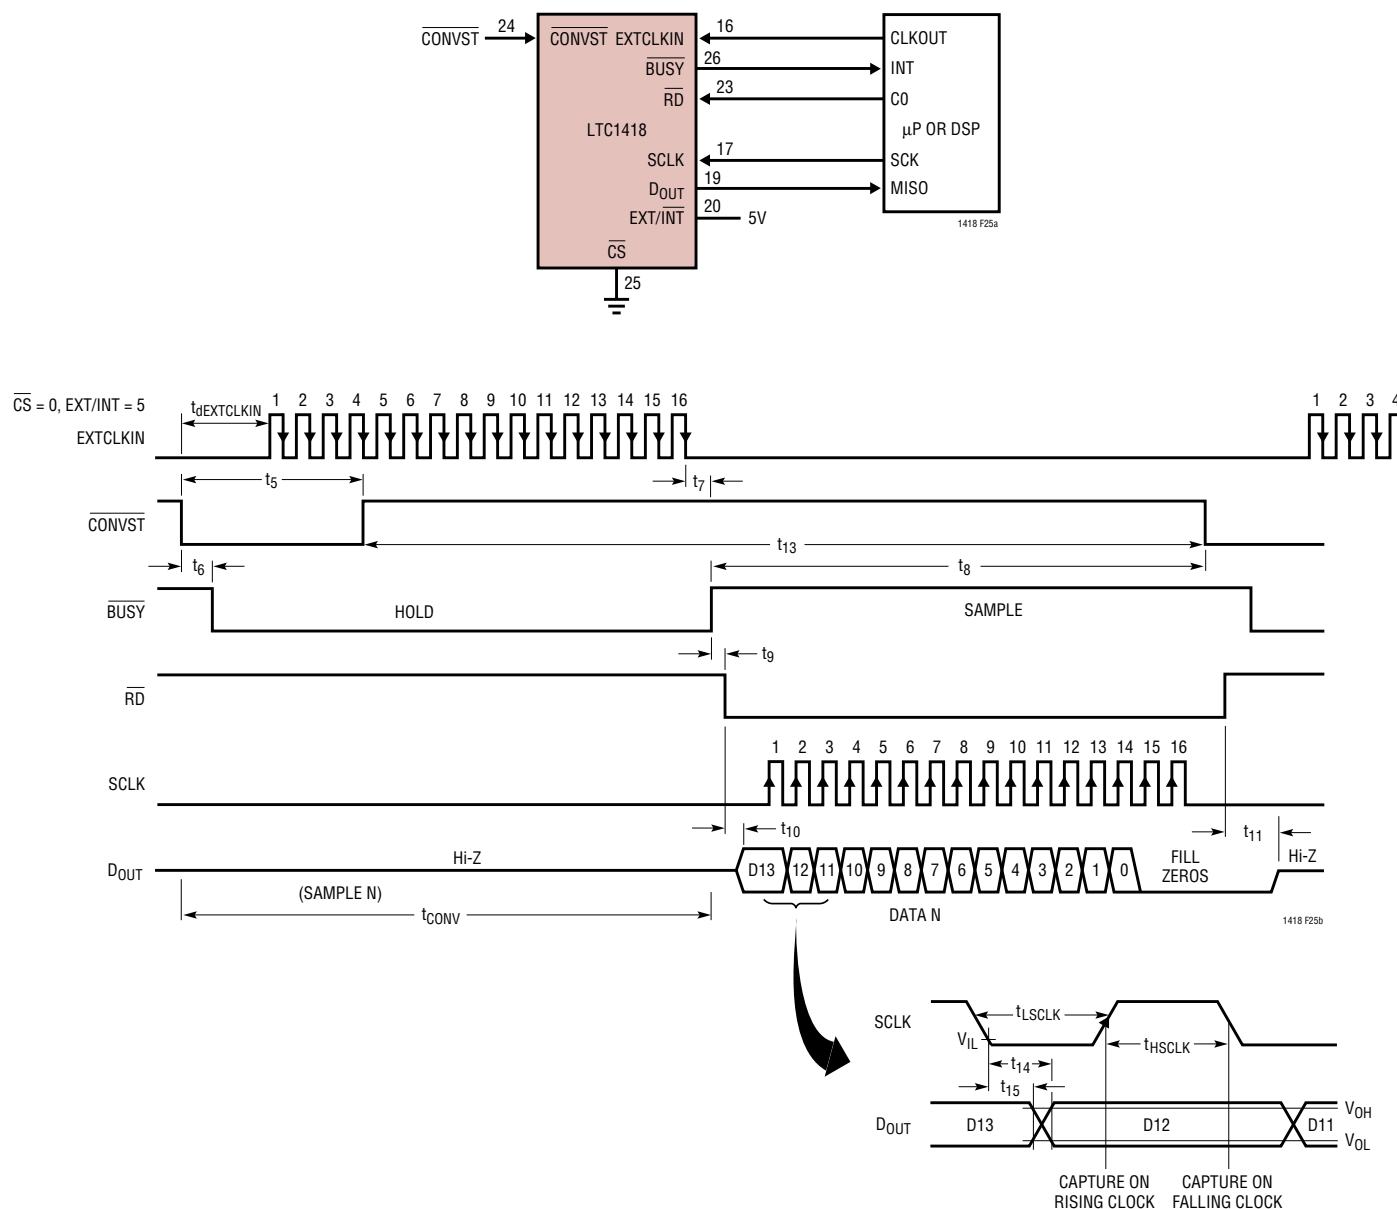 CONVST 24 CONVST EXTCLKIN 16 CLKOUT
BUSY 26 INT
RD 23 C0
LTC1418 µP OR DSP
SCLK 17 SCK
DOUT 19 MISO
EXT/INT 20 5V
1418 F25a
CS
25
CS = 0, EXT/INT = 5
tdEXTCLKIN
1 2 3 4 5 6 7 8 9 10 11 12 13 14 15 16 1 2 3 4
EXTCLKIN
t5
t7
CONVST
t13
t6
t8
BUSY HOLD SAMPLE
t9
RD
1 2 3 4 5 6 7 8 9 10 11 12 13 14 15 16
SCLK
t10
t11
DOUT Hi-Z D13 12 11 10 9 8 7 6 5 4 3 2 1 0 FILL ZEROS Hi-Z
(SAMPLE N)
tCONV
DATA N
1418 F25b
SCLK tLSCLK
VIL tHSCLK
t14
t15
DOUT D13 D12 D11 VOH
VOL
CAPTURE ON RISING CLOCK
CAPTURE ON FALLING CLOCK